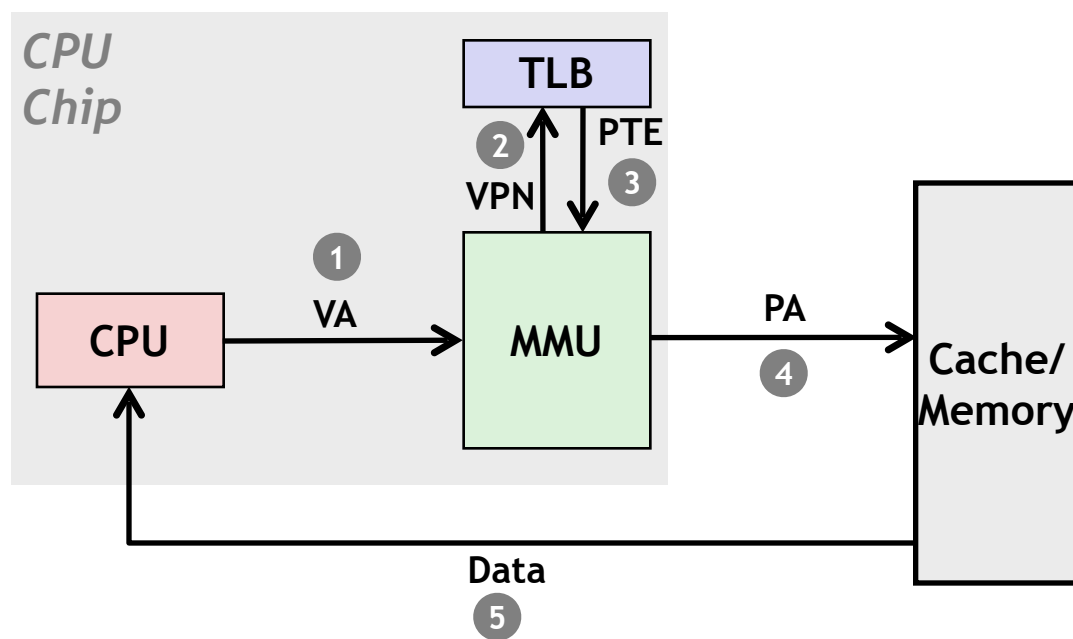 CPU
Chip
TLB
2
PTE
3
VPN
1
VA
CPU
MMU
PA
4
Cache/
Memory
Data
5